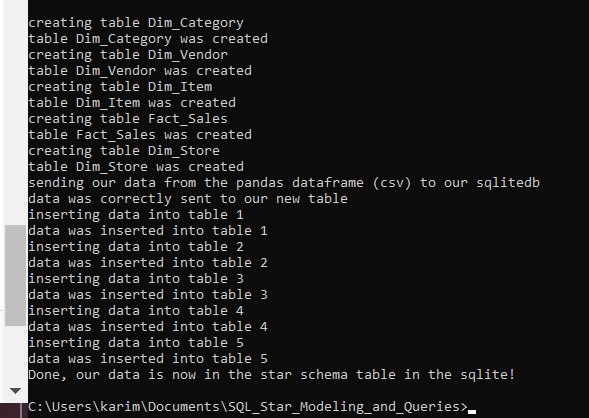 creating table Dim_Category
table Dim_Category was created
creating table Dim_Vendor
table Dim_Vendor was created
creating table Dim_Item
table Dim_Item was created
creating table Fact_Sales
table Fact_Sales was created
creating table Dim_Store
table Dim_Store was created
sending our data from the pandas dataframe (csv) to our sqlitedb
data was correctly sent to our new table
inserting data into table 1
data was inserted into table 1
inserting data into table 2
data was inserted into table 2
inserting data into table 3
data was inserted into table 3
inserting data into table 4
data was inserted into table 4
inserting data into table 5
data was inserted into table 5
Done, our data is now in the star schema table in the sqlite!
C:\Users\karim\Documents\SQL_Star_Modeling_and_Queries>